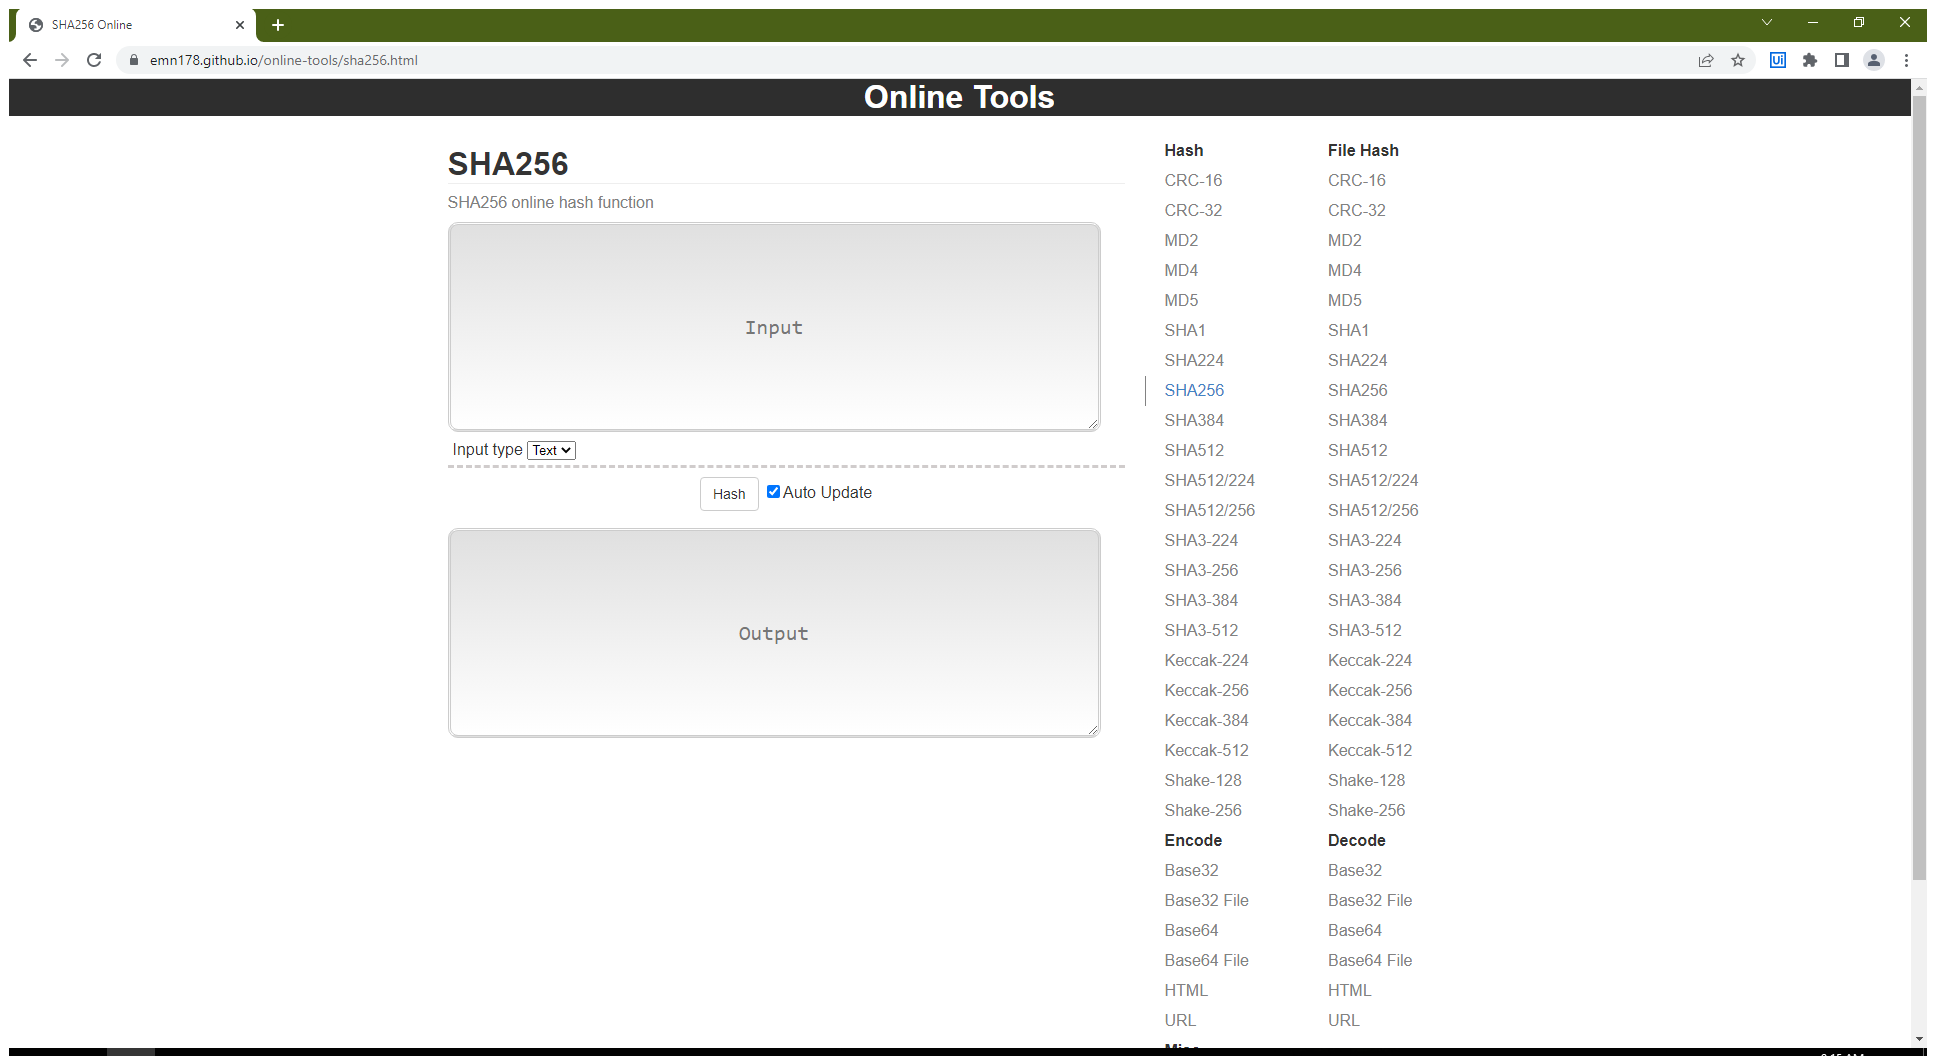 SHA256 Online
emn178.github.io/online-tools/sha256.html
Ui
Online Tools
SHA256
SHA256 online hash function
Input
Input type Text
Hash Auto Update
Output
Hash File Hash
CRC-16 CRC-16
CRC-32 CRC-32
MD2 MD2
MD4 MD4
MD5 MD5
SHA1 SHA1
SHA224 SHA224
SHA256 SHA256
SHA384 SHA384
SHA512 SHA512
SHA512/224 SHA512/224
SHA512/256 SHA512/256
SHA3-224 SHA3-224
SHA3-256 SHA3-256
SHA3-384 SHA3-384
SHA3-512 SHA3-512
Keccak-224 Keccak-224
Keccak-256 Keccak-256
Keccak-384 Keccak-384
Keccak-512 Keccak-512
Shake-128 Shake-128
Shake-256 Shake-256
Encode Decode
Base32 Base32
Base32 File Base32 File
Base64 Base64
Base64 File Base64 File
HTML HTML
URL URL